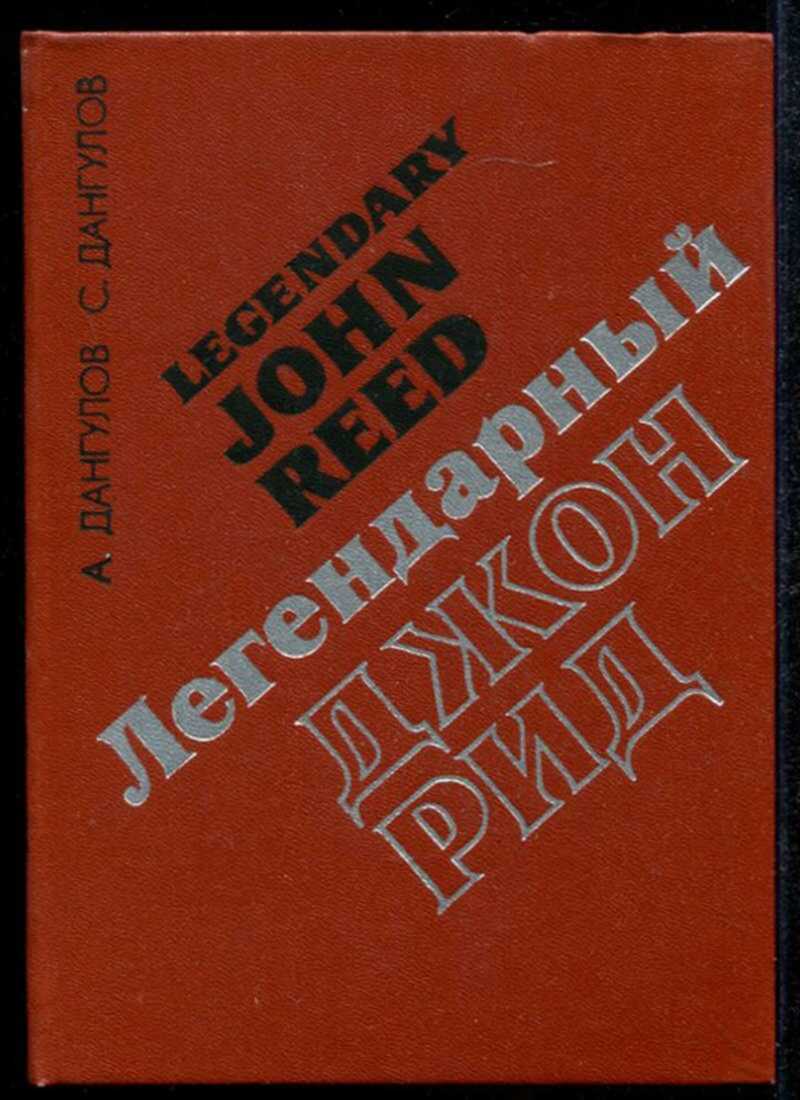 А. ДАНГУЛОВ С. ДАНГУЛОВ
LEGENDARY
JOHN
REED
Легендарный
ДЖОН
РИД